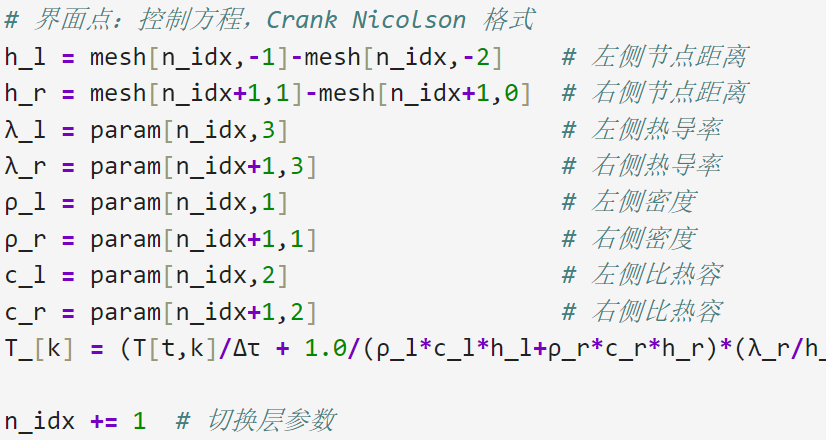 # 界面点：控制方程，Crank Nicolson 格式
h_l = mesh[n_idx,-1]-mesh[n_idx,-2]    # 左侧节点距离
h_r = mesh[n_idx+1,1]-mesh[n_idx+1,0]  # 右侧节点距离
λ_l = param[n_idx,3]                   # 左侧热导率
λ_r = param[n_idx+1,3]                 # 右侧热导率
ρ_l = param[n_idx,1]                   # 左侧密度
ρ_r = param[n_idx+1,1]                 # 右侧密度
c_l = param[n_idx,2]                   # 左侧比热容
c_r = param[n_idx+1,2]                 # 右侧比热容
T_[k] = (T[t,k]/Δτ + 1.0/(ρ_l*c_l*h_l+ρ_r*c_r*h_r)*(λ_r/h_
n_idx += 1  # 切换层参数